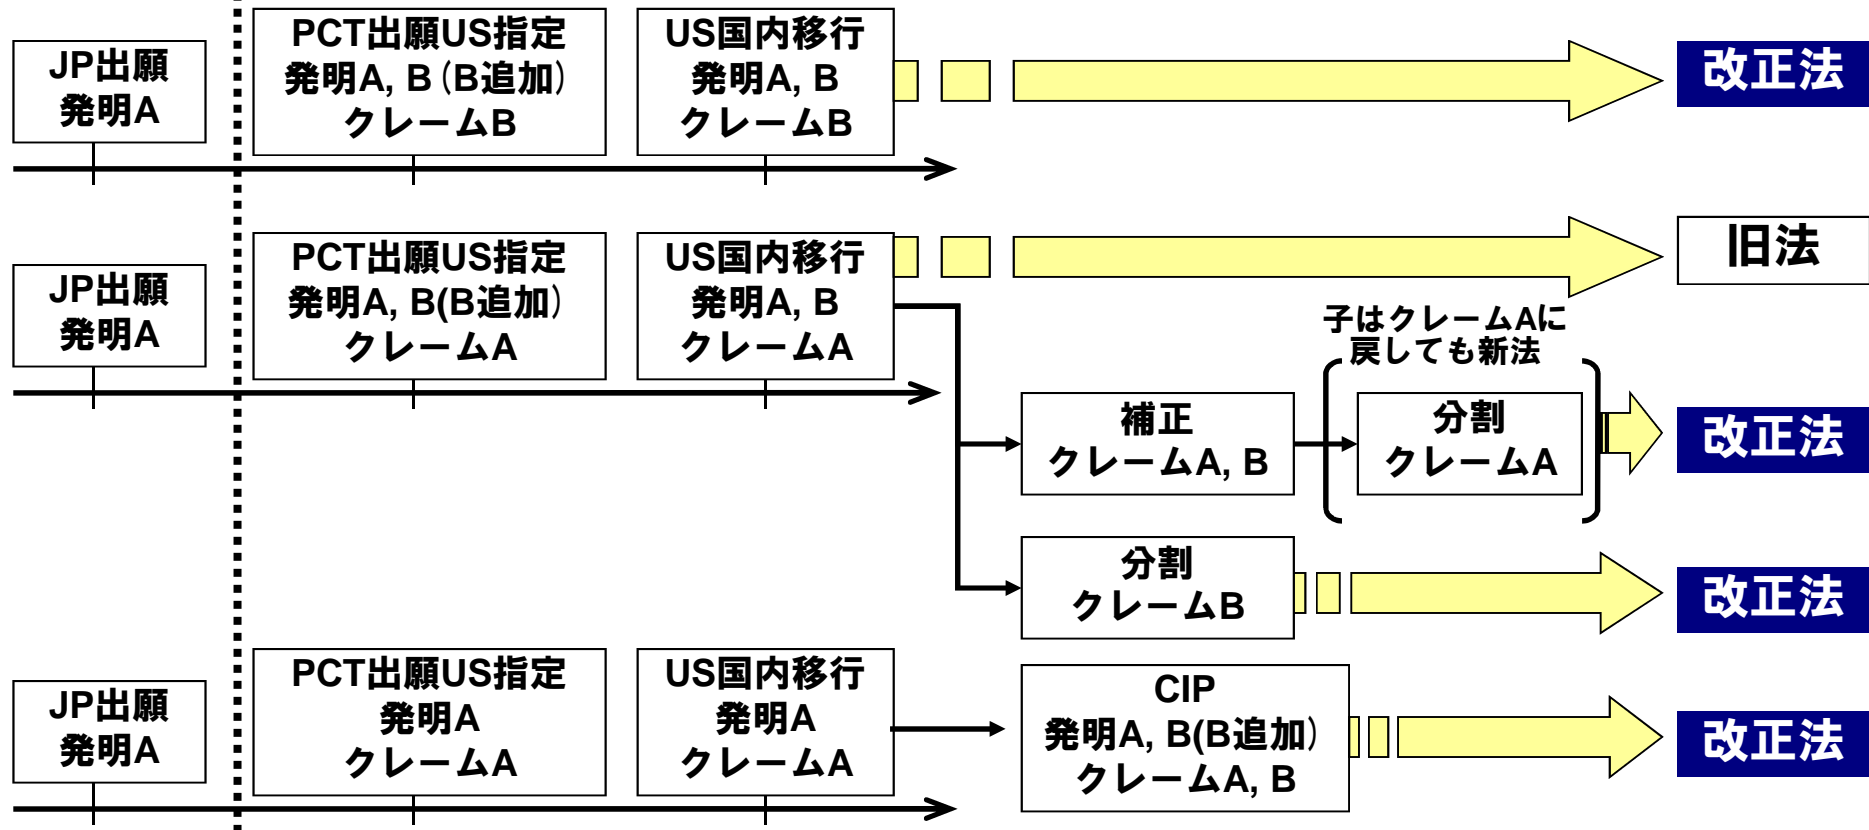 JP出願
発明A
PCT出願US指定
発明A, B（B追加）
クレームB
US国内移行
発明A, B
クレームB
改正法
JP出願
発明A
PCT出願US指定
発明A, B(B追加）
クレームA
US国内移行
発明A, B
クレームA
旧法
子はクレームAに
戻しても新法
補正
クレームA, B
分割
クレームA
改正法
分割
クレームB
改正法
JP出願
発明A
PCT出願US指定
発明A
クレームA
US国内移行
発明A
クレームA
CIP
発明A, B(B追加）
クレームA, B
改正法